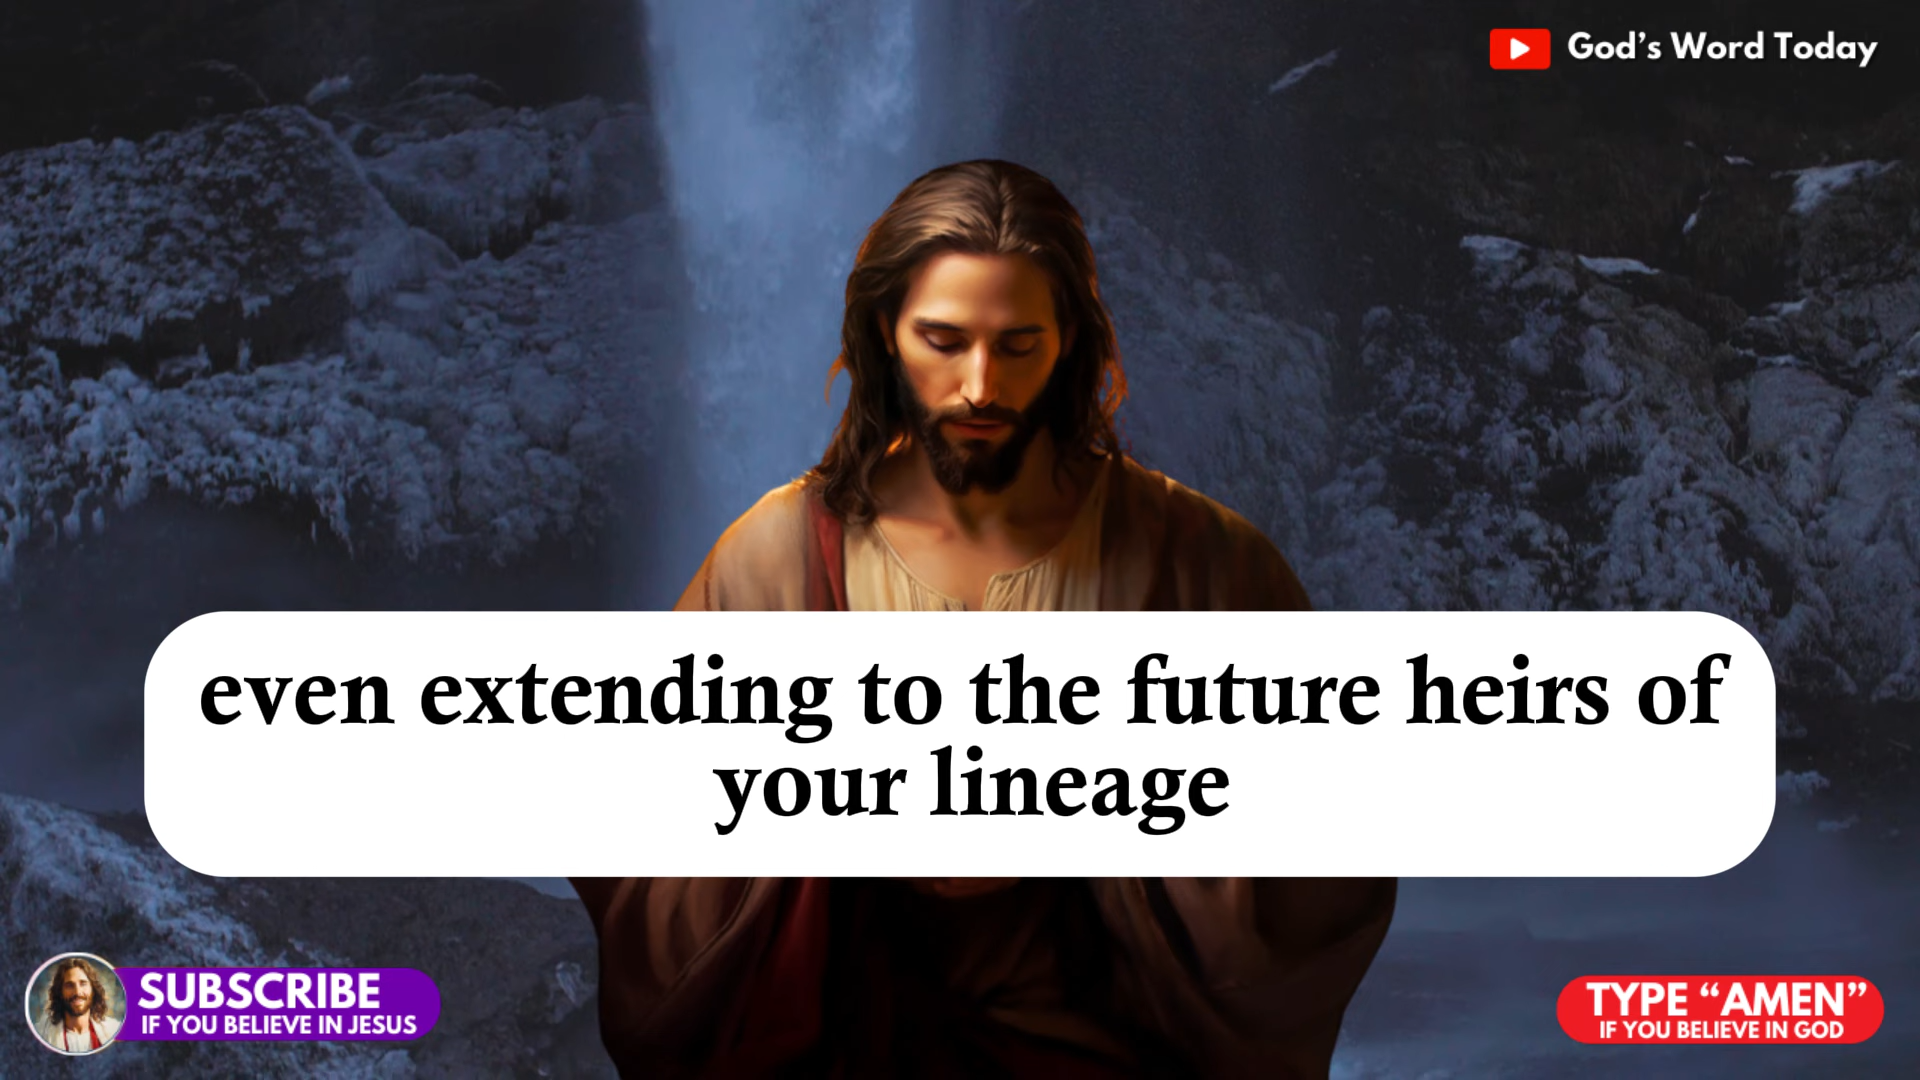 God’s Word Today
even extending to the future heirs of
your lineage
SUBSCRIBE
IF YOU BELIEVE IN JESUS
TYPE “AMEN”
IF YOU BELIEVE IN GOD